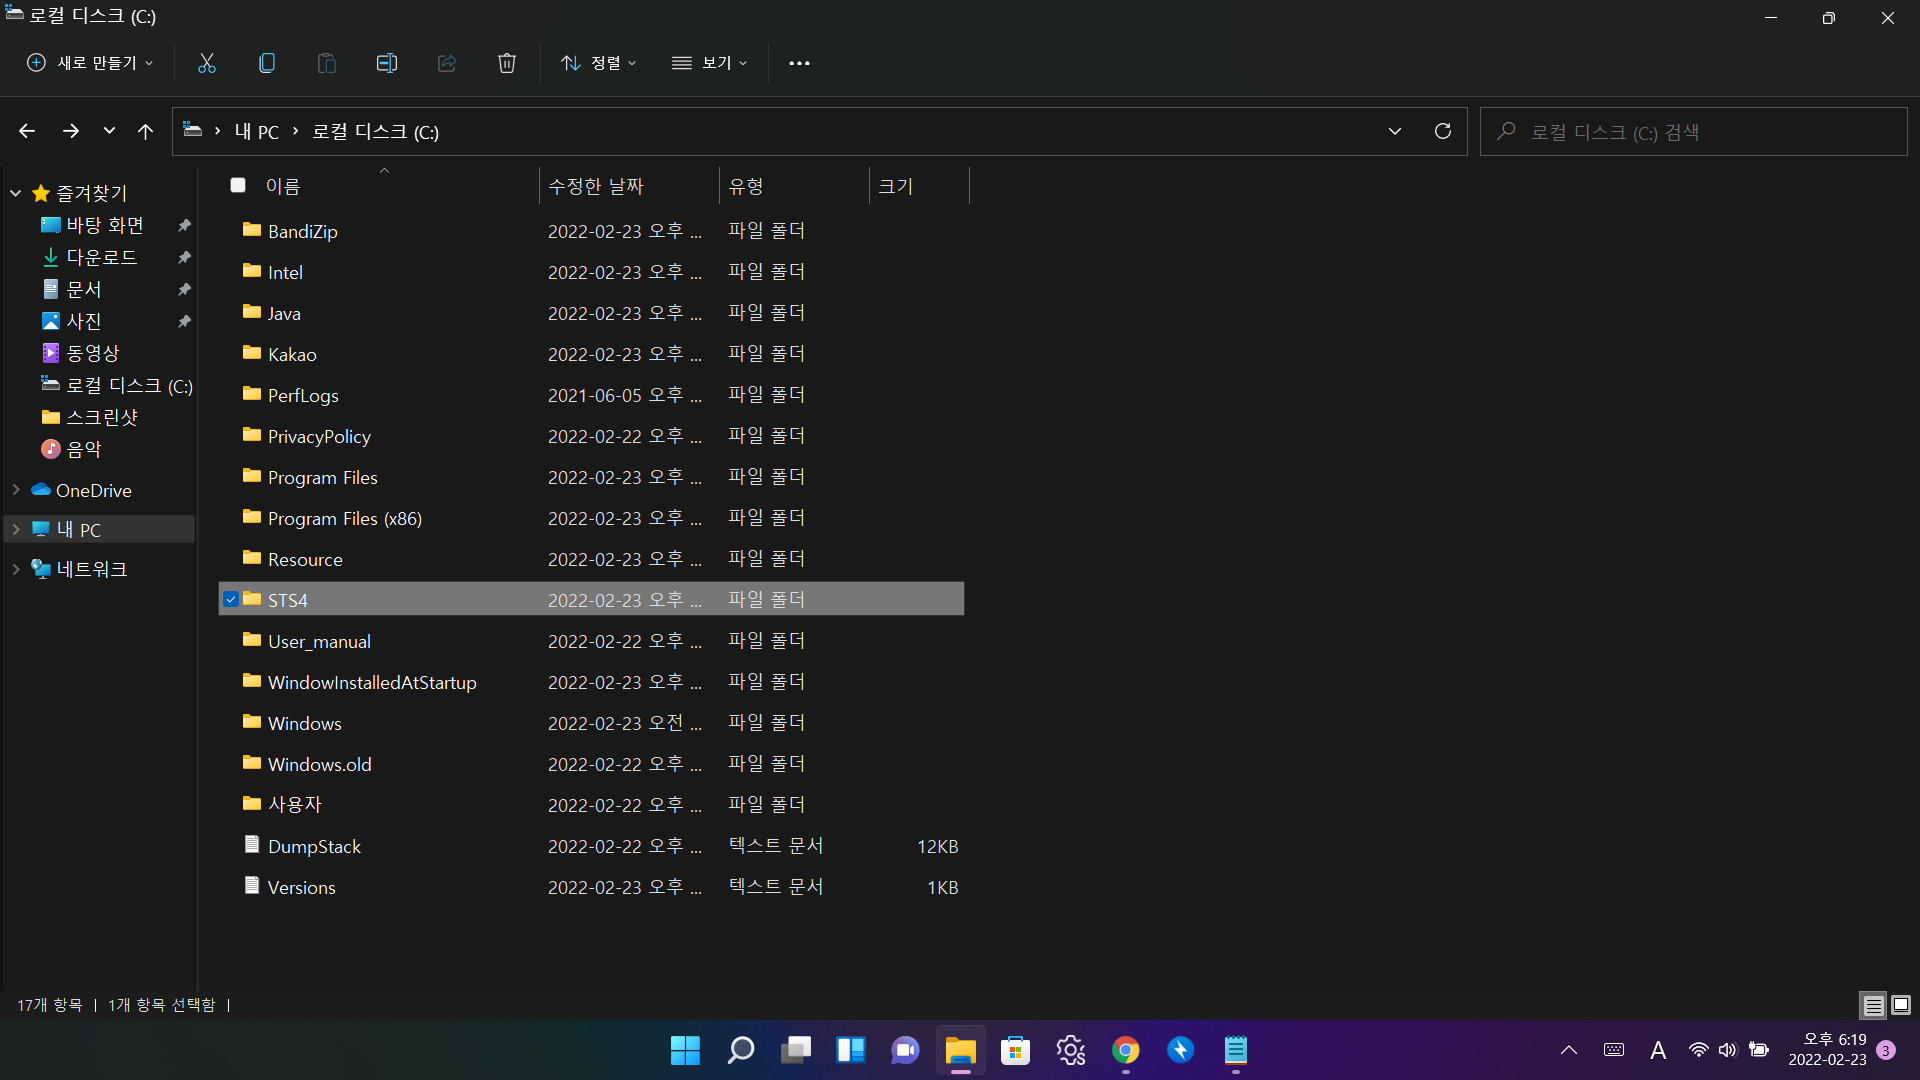 로컬 디스크 (C:)
새로 만들기
정렬
보기
내 PC
로컬 디스크 (C:)
로컬 디스크 (C:) 검색
즐겨찾기
바탕 화면
다운로드
문서
사진
동영상
로컬 디스크 (C:)
스크린샷
음악
OneDrive
내 PC
네트워크
이름 수정한 날짜 유형 크기
BandiZip 2022-02-23 오후 ... 파일 폴더
Intel 2022-02-23 오후 ... 파일 폴더
Java 2022-02-23 오후 ... 파일 폴더
Kakao 2022-02-23 오후 ... 파일 폴더
PerfLogs 2021-06-05 오후 ... 파일 폴더
PrivacyPolicy 2022-02-22 오후 ... 파일 폴더
Program Files 2022-02-23 오후 ... 파일 폴더
Program Files (x86) 2022-02-23 오후 ... 파일 폴더
Resource 2022-02-23 오후 ... 파일 폴더
STS4 2022-02-23 오후 ... 파일 폴더
User_manual 2022-02-22 오후 ... 파일 폴더
WindowInstalledAtStartup 2022-02-23 오후 ... 파일 폴더
Windows 2022-02-23 오전 ... 파일 폴더
Windows.old 2022-02-22 오후 ... 파일 폴더
사용자 2022-02-22 오후 ... 파일 폴더
DumpStack 2022-02-22 오후 ... 텍스트 문서 12KB
Versions 2022-02-23 오후 ... 텍스트 문서 1KB
17개 항목 | 1개 항목 선택함 |
A
오후 6:19
2022-02-23
3